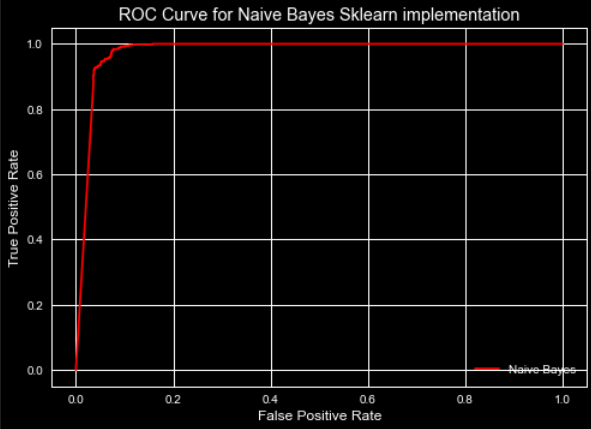 ROC Curve for Naive Bayes Sklearn implementation
True Positive Rate
1.0
0.8
0.6
0.4
0.2
0.0
Naive Bayes
0.0 0.2 0.4 0.6 0.8 1.0
False Positive Rate